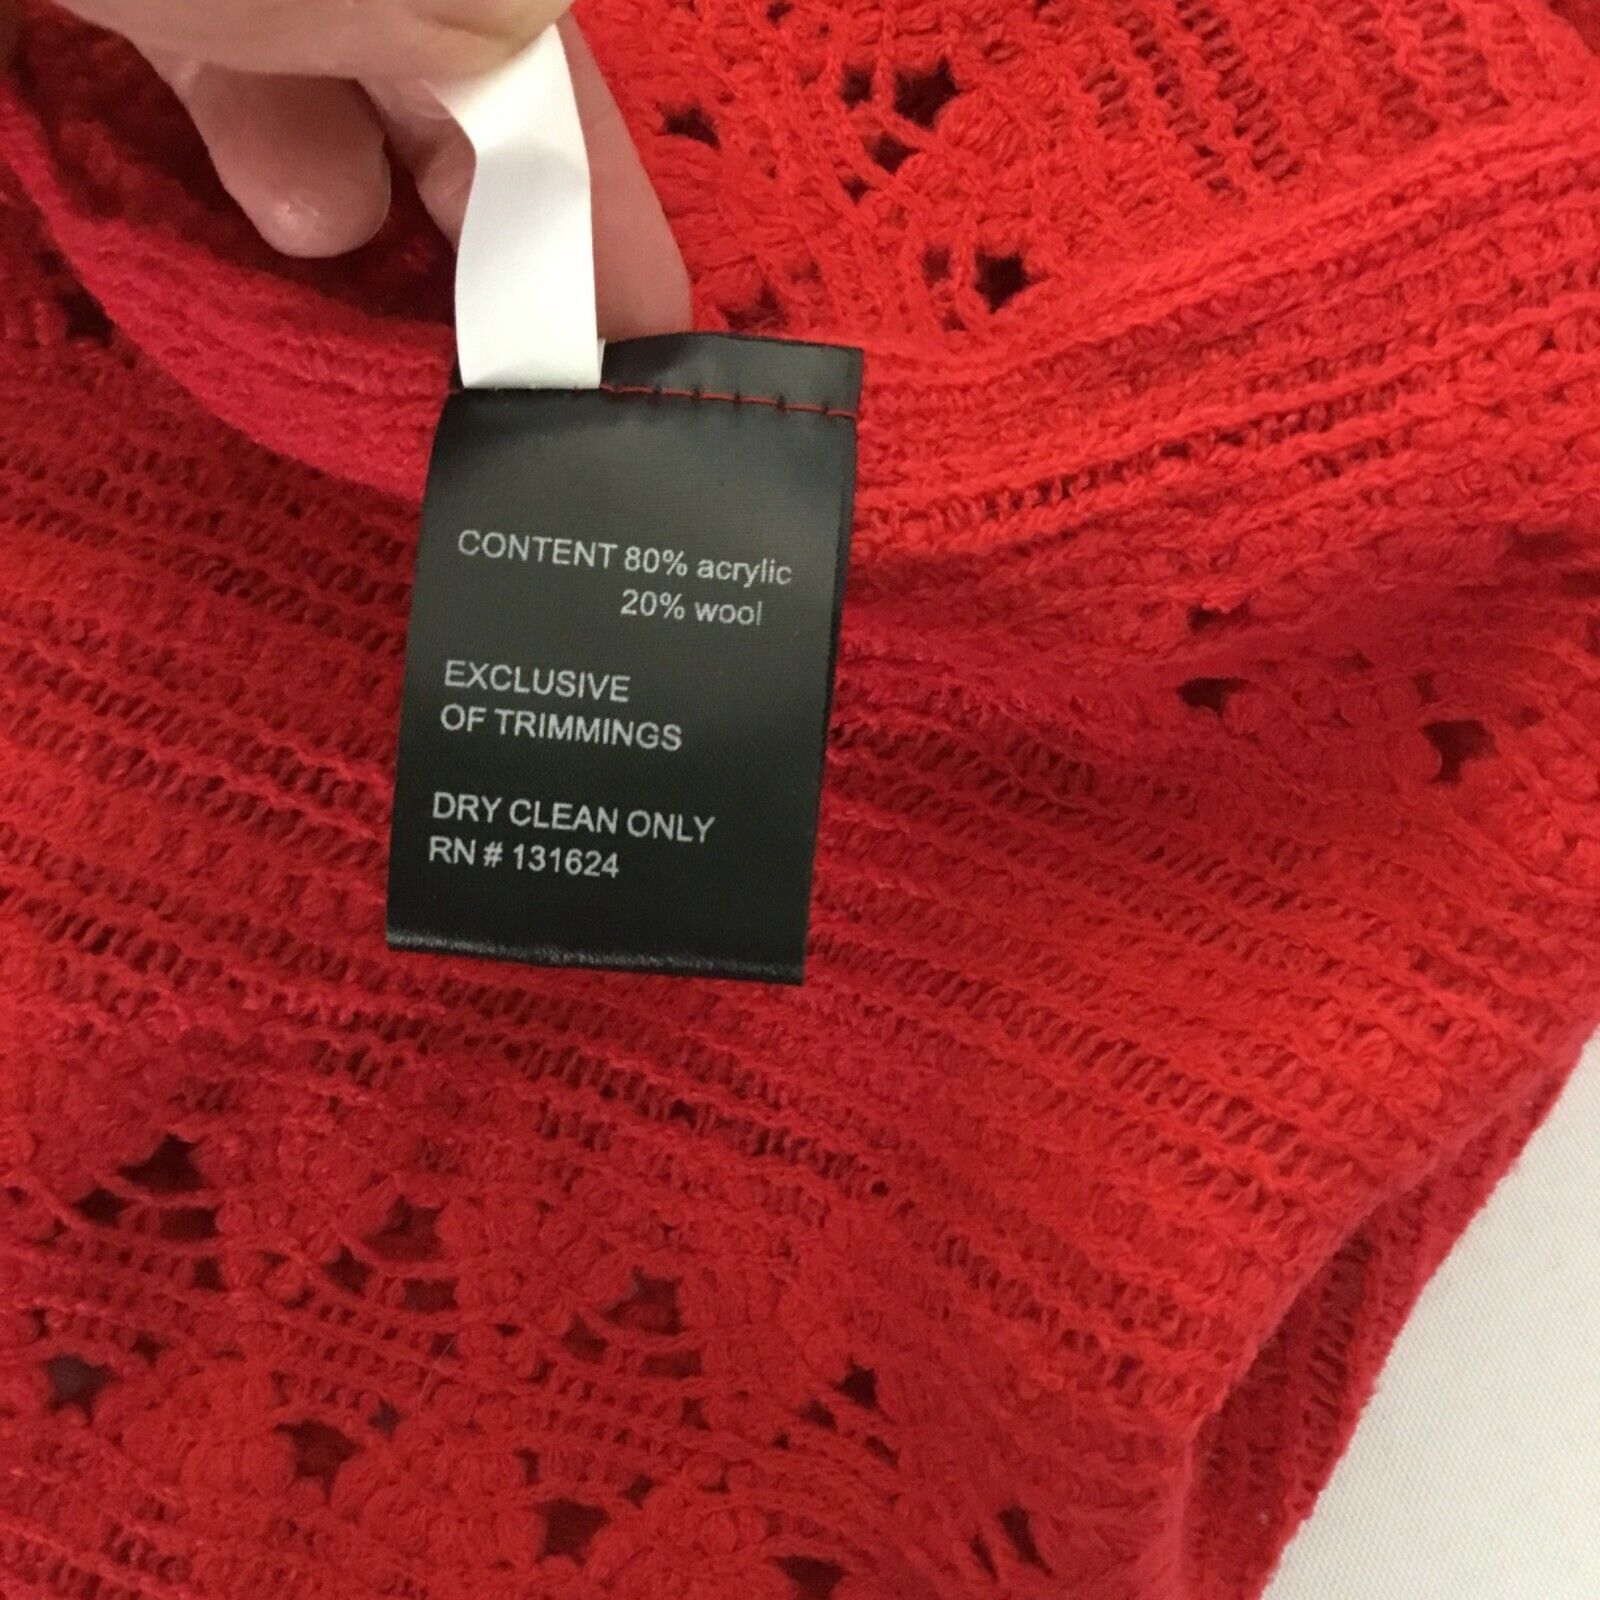 CONTENT 80% acrylic
20% wool
EXCLUSIVE
OF TRIMMINGS
DRY CLEAN ONLY
RN # 131624